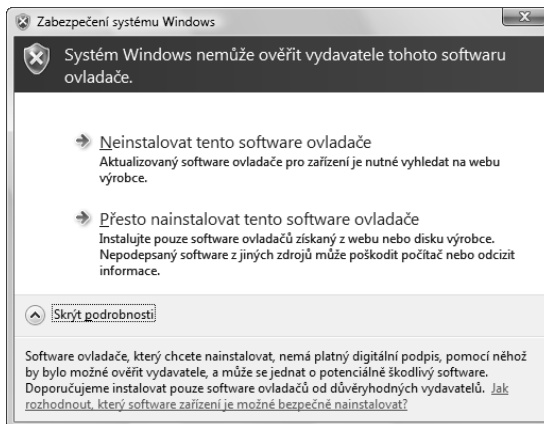 Zabezpečení systému Windows
Systém Windows nemůže ověřit vydavatele tohoto softwaru
ovladače.
Neinstalovat tento software ovladače
Aktualizovaný software ovladače pro zařízení je nutné vyhledat na webu
výrobce.
Přesto nainstalovat tento software ovladače
Instalujte pouze software ovladačů získaný z webu nebo disku výrobce.
Nepodepsaný software z jiných zdrojů může poškodit počítač nebo odcizit
informace.
Skrýt podrobnosti
Software ovladače, který chcete nainstalovat, nemá platný digitální podpis, pomocí něhož
by bylo možné ověřit vydavatele, a může se jednat o potenciálně škodlivý software.
Doporučujeme instalovat pouze software ovladačů od důvěryhodných vydavatelů. Jak
rozhodnout, který software zařízení je možné bezpečně nainstalovat?